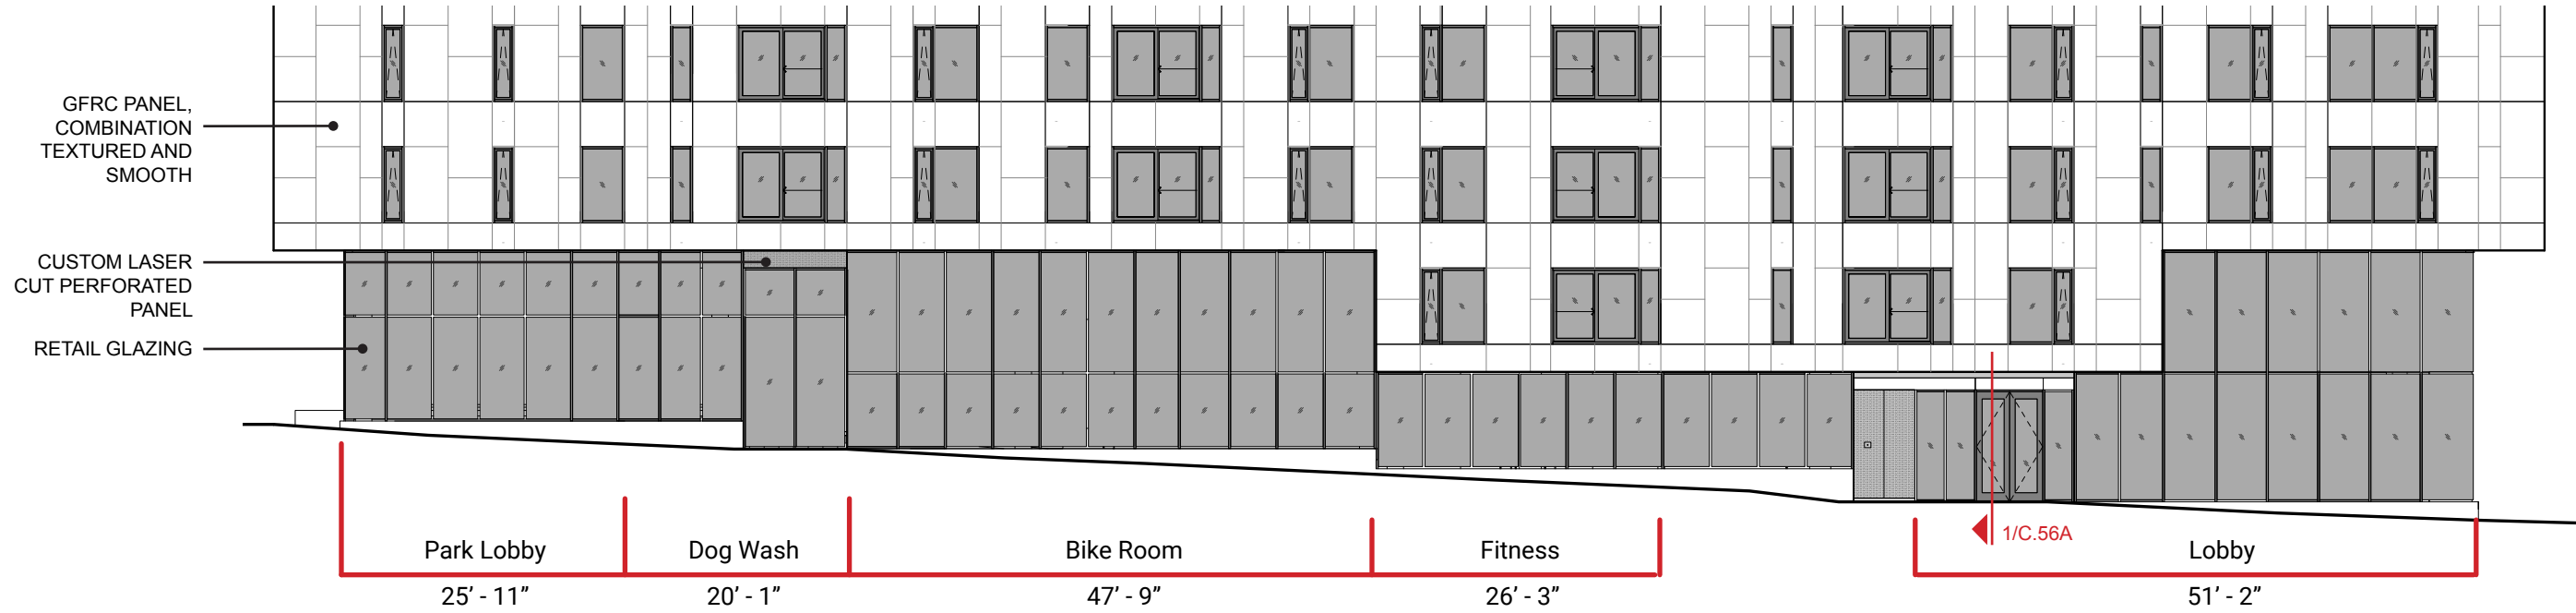 GFRC PANEL,
COMBINATION
TEXTURED AND
SMOOTH
CUSTOM LASER
CUT PERFORATED
PANEL
RETAIL GLAZING
1/C.56A
Park Lobby
Dog Wash
Bike Room
Fitness
Lobby
25’ - 11”
20’ - 1”
47’ - 9”
26’ - 3”
51’ - 2”